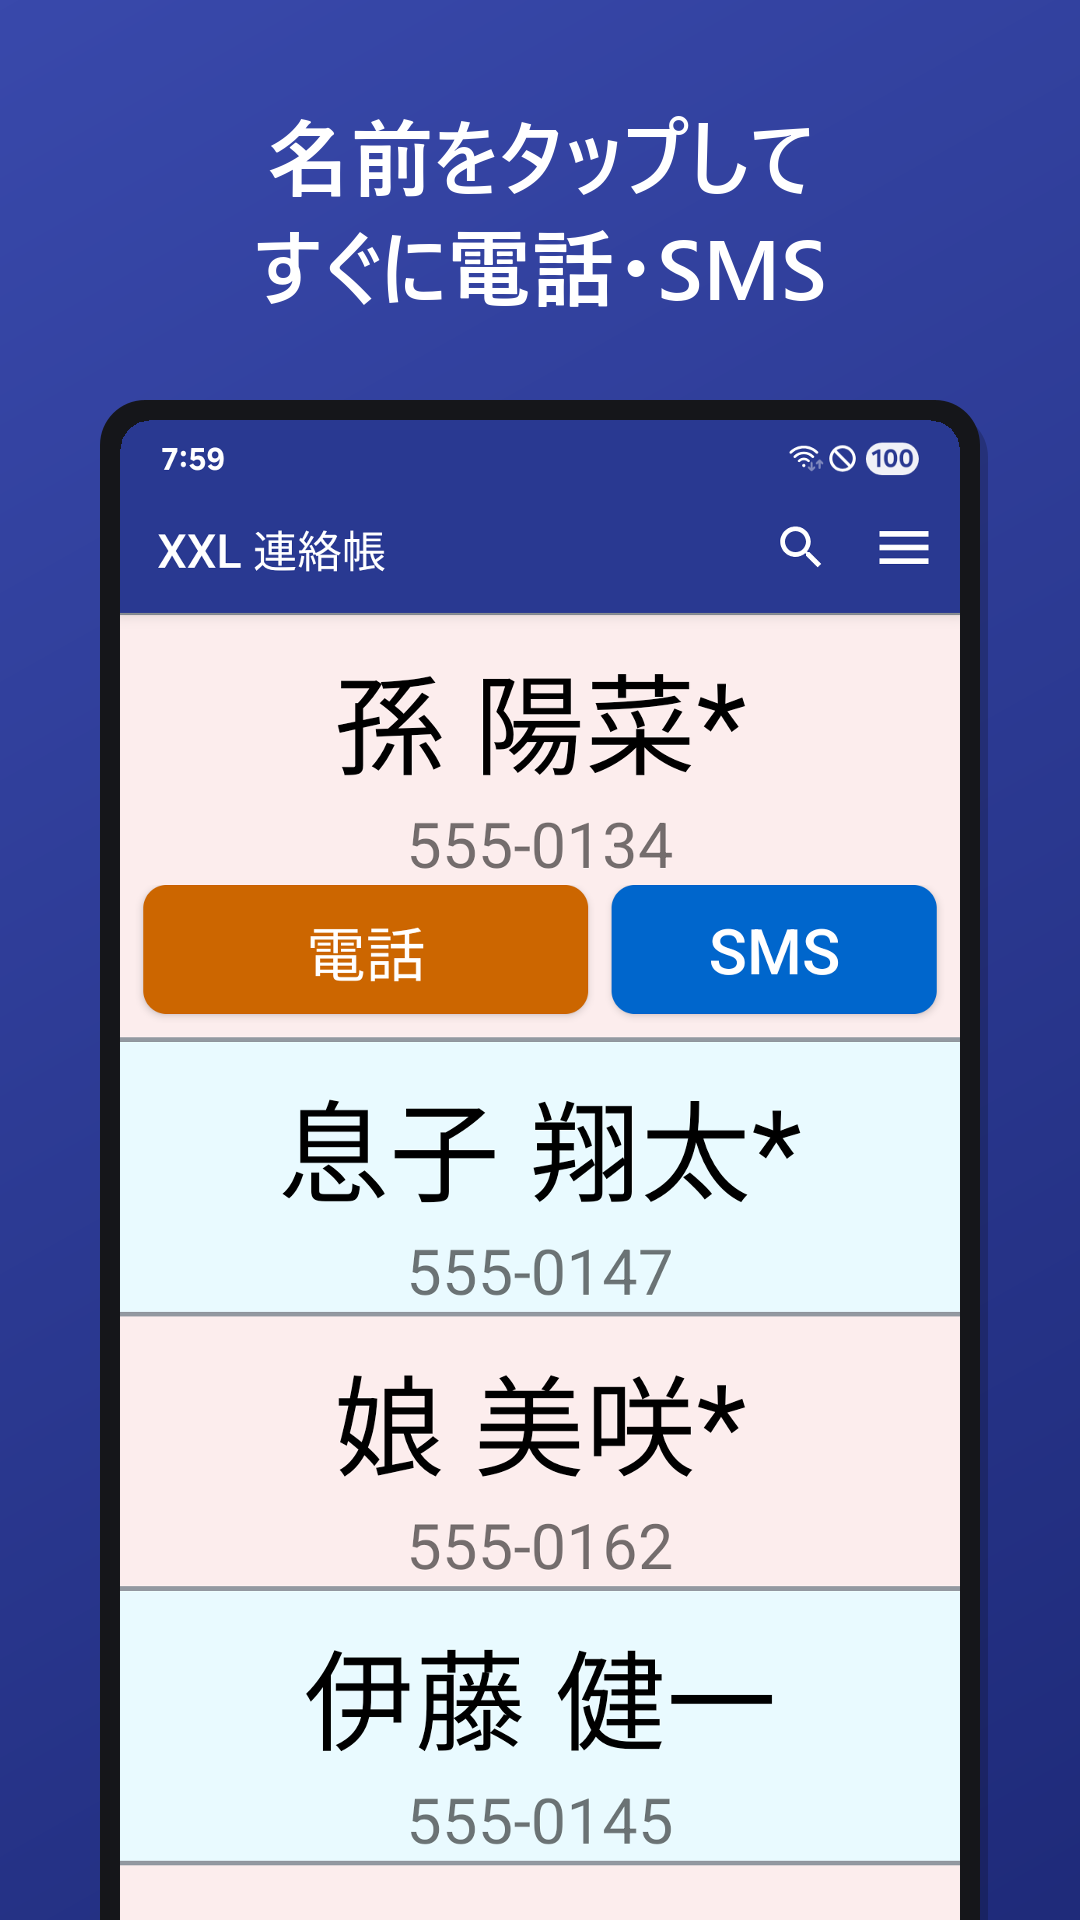 名前をタップして
すぐに電話・SMS
7:59
100
XXL 連絡帳
孫 陽菜*
555-0134
電話
SMS
息子 翔太*
555-0147
娘 美咲*
555-0162
伊藤 健一
555-0145